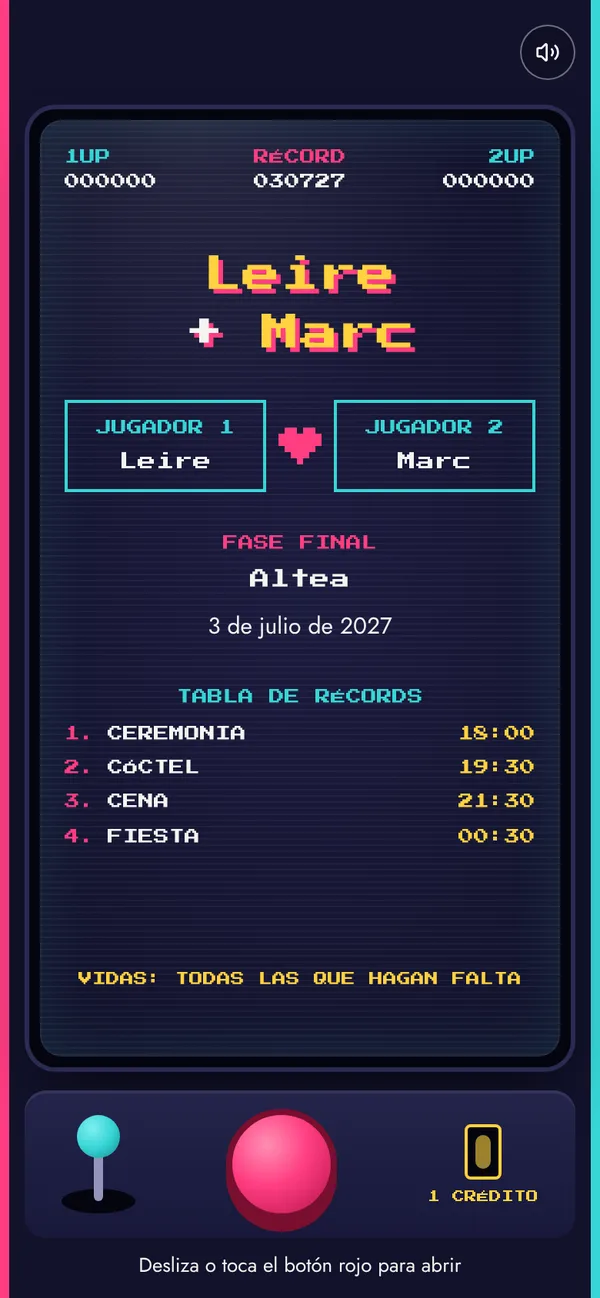 1UP RéCORD 2UP
000000 030727 000000
Leire
+ Marc
JUGADOR 1
Leire
JUGADOR 2
Marc
FASE FINAL
Altea
3 de julio de 2027
TABLA DE RéCORDS
1. CEREMONIA 18:00
2. CóCTEL 19:30
3. CENA 21:30
4. FIESTA 00:30
VIDAS: TODAS LAS QUE HAGAN FALTA
1 CRéDITO
Desliza o toca el botón rojo para abrir